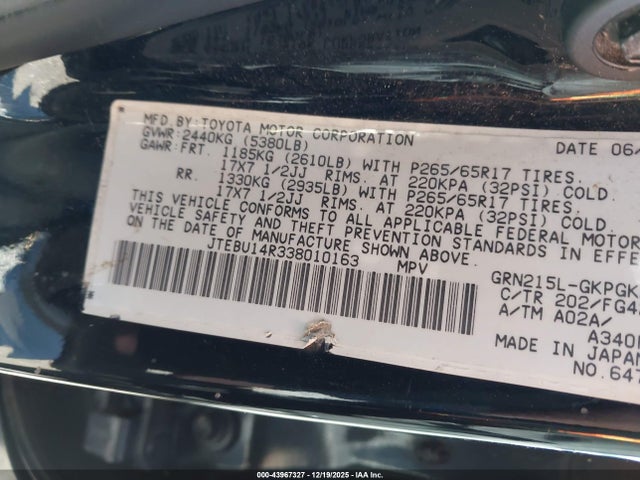 MFD.BY:TOYOTA MOTOR CORPORATION DATE 06/
GVWR:2440KG (5380LB)
GAWR:FRT. 1185KG (2610LB) WITH P265/65R17 TIRES.
17X7 1/2JJ RIMS. AT 220KPA (32PSI) COLD.
RR. 1330KG (2935LB) WITH P265/65R17 TIRES.
17X7 1/2JJ RIMS. AT 220KPA (32PSI) COLD.
THIS VEHICLE CONFORMS TO ALL APPLICABLE FEDERAL MOTOR
VEHICLE SAFETY AND THEFT PREVENTION STANDARDS IN EFFE
ON THE DATE OF MANUFACTURE SHOWN ABOVE.
JTEBU14R338010163 MPV
GRN215L-GKPGK
C/TR 202/FG4
A/TM A02A/
A340
MADE IN JAPAN
NO.647
000-43967327 - 12/19/2025 - IAAI, Inc.